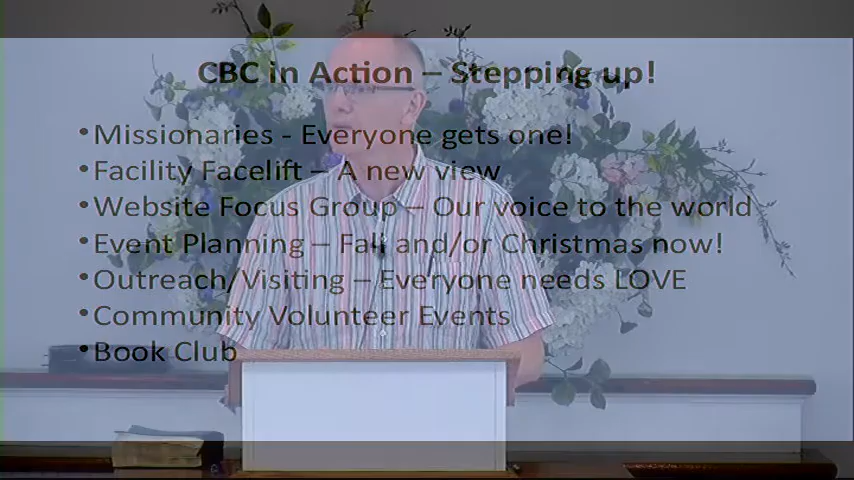 CBC in Action – Stepping up!
•Missionaries - Everyone gets one!
•Facility Facelift – A new view
•Website Focus Group – Our voice to the world
•Event Planning – Fall and/or Christmas now!
•Outreach/Visiting – Everyone needs LOVE
•Community Volunteer Events
•Book Club